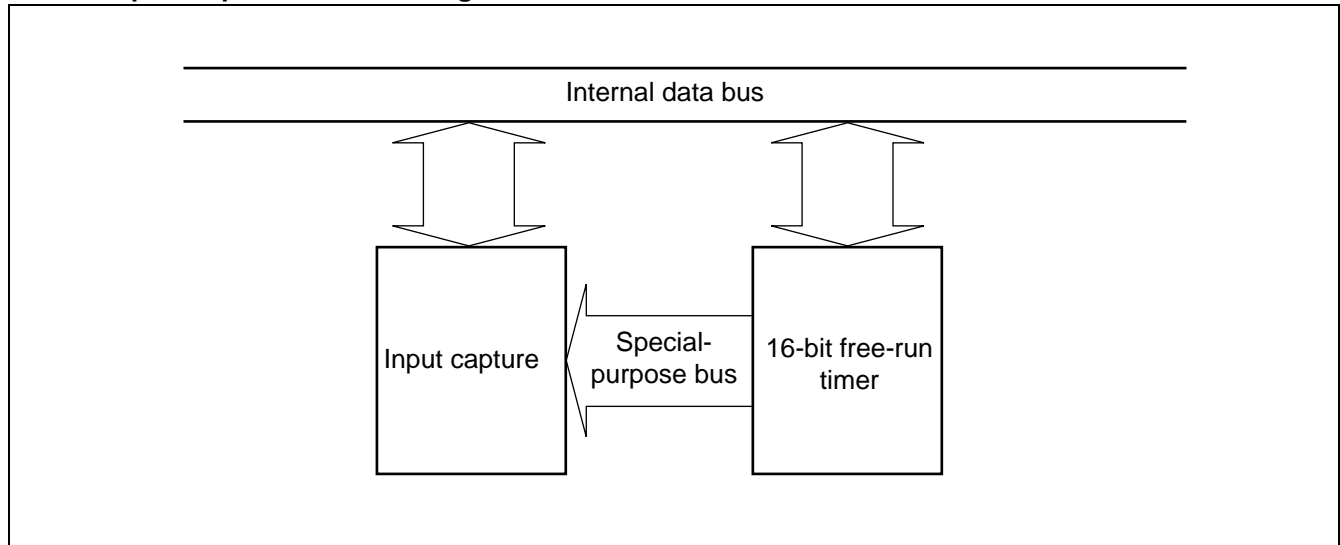 Internal data bus
Input capture
Special-
purpose bus
16-bit free-run
timer